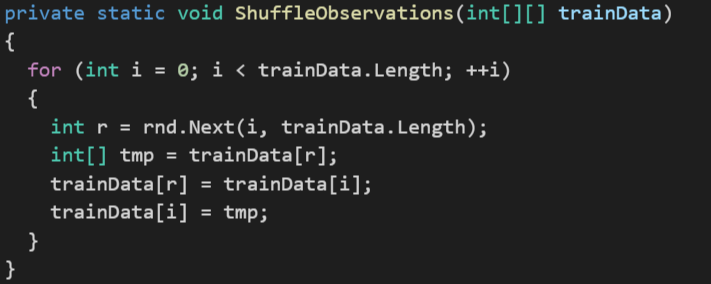 private static void ShuffleObservations(int[][] trainData)
{
  for (int i = 0; i < trainData.Length; ++i)
  {
    int r = rnd.Next(i, trainData.Length);
    int[] tmp = trainData[r];
    trainData[r] = trainData[i];
    trainData[i] = tmp;
  }
}